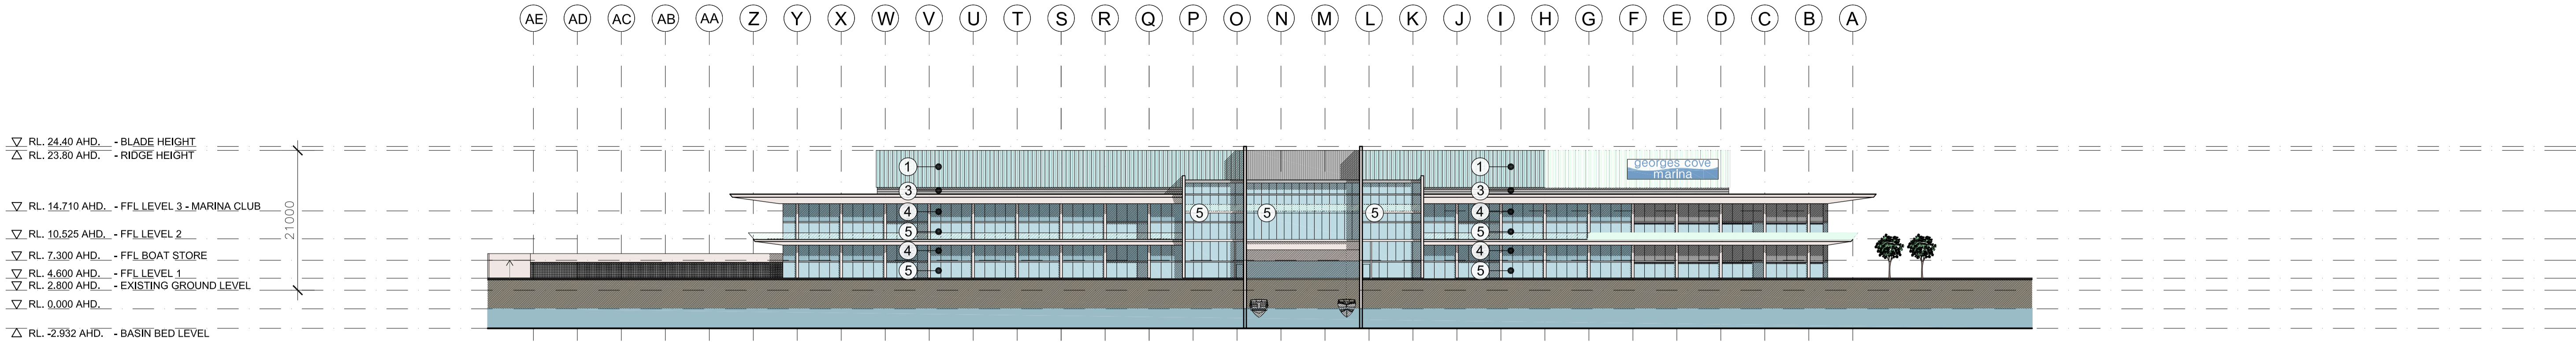 AE AD AC AB AA Z Y X W V U T S R Q P O N M L K J I H G F E D C B A
RL. 24.40 AHD. - BLADE HEIGHT
RL. 23.80 AHD. - RIDGE HEIGHT
RL. 14.710 AHD. - FFL LEVEL 3 - MARINA CLUB
RL. 10.525 AHD. - FFL LEVEL 2
RL. 7.300 AHD. - FFL BOAT STORE
RL. 4.600 AHD. - FFL LEVEL 1
RL. 2.800 AHD. - EXISTING GROUND LEVEL
RL. 0.000 AHD.
RL. -2.932 AHD. - BASIN BED LEVEL
21000
georges cove
marina
1 1
3 3
4 5 5 5 4
5 5
4 4
5 5